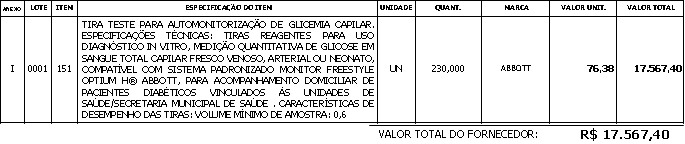 ANEXO LOTE ITEM ESPECIFICAÇÃO DO ITEM UNIDADE QUANT. MARCA VALOR UNIT. VALOR TOTAL
TIRA TESTE PARA AUTOMONITORIZAÇÃO DE GLICEMIA CAPILAR.
ESPECIFICAÇÕES TÉCNICAS: TIRAS REAGENTES PARA USO
DIAGNÓSTICO IN VITRO, MEDIÇÃO QUANTITATIVA DE GLICOSE EM
SANGUE TOTAL CAPILAR FRESCO VENOSO, ARTERIAL OU NEONATO,
I 0001 151 COMPATÍVEL COM SISTEMA PADRONIZADO MONITOR FREESTYLE UN 230,000 ABBOTT 76,38 17.567,40
OPTIUM H® ABBOTT, PARA ACOMPANHAMENTO DOMICILIAR DE
PACIENTES DIABÉTICOS VINCULADOS ÀS UNIDADES DE
SAÚDE/SECRETARIA MUNICIPAL DE SAÚDE . CARACTERÍSTICAS DE
DESEMPENHO DAS TIRAS: VOLUME MÍNIMO DE AMOSTRA: 0,6
VALOR TOTAL DO FORNECEDOR: R$ 17.567,40